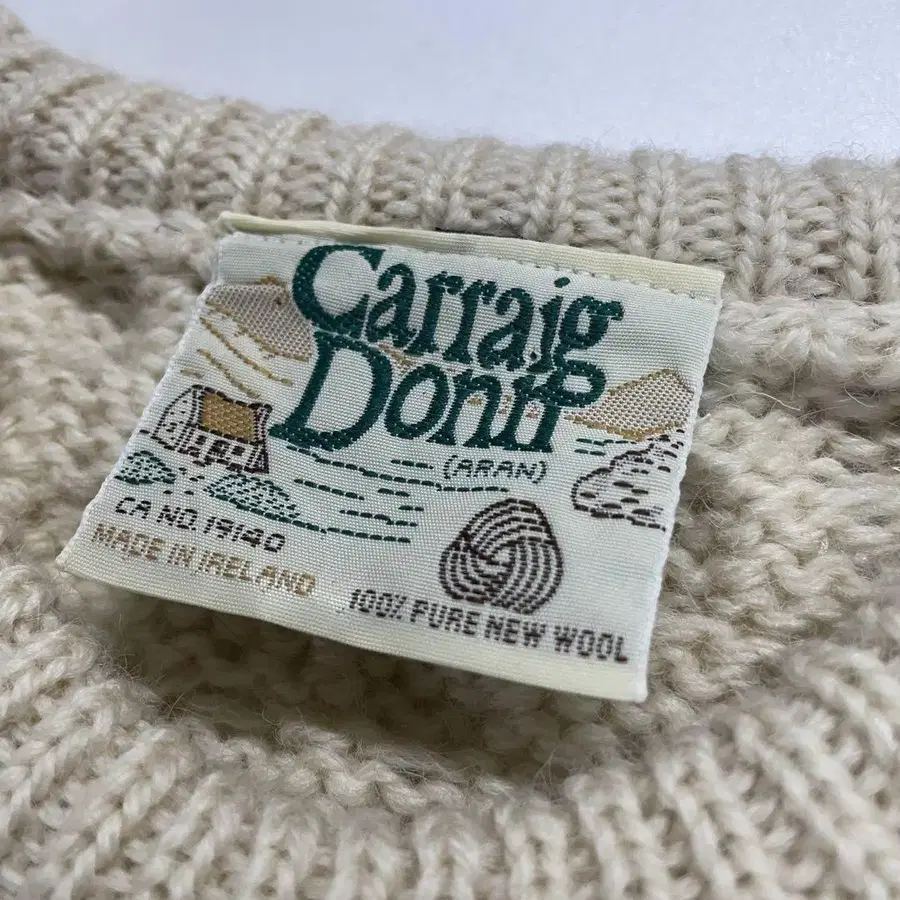 Carraig
Donn
(ARAN)
CA NO. 19140
MADE IN IRELAND
100% PURE NEW WOOL